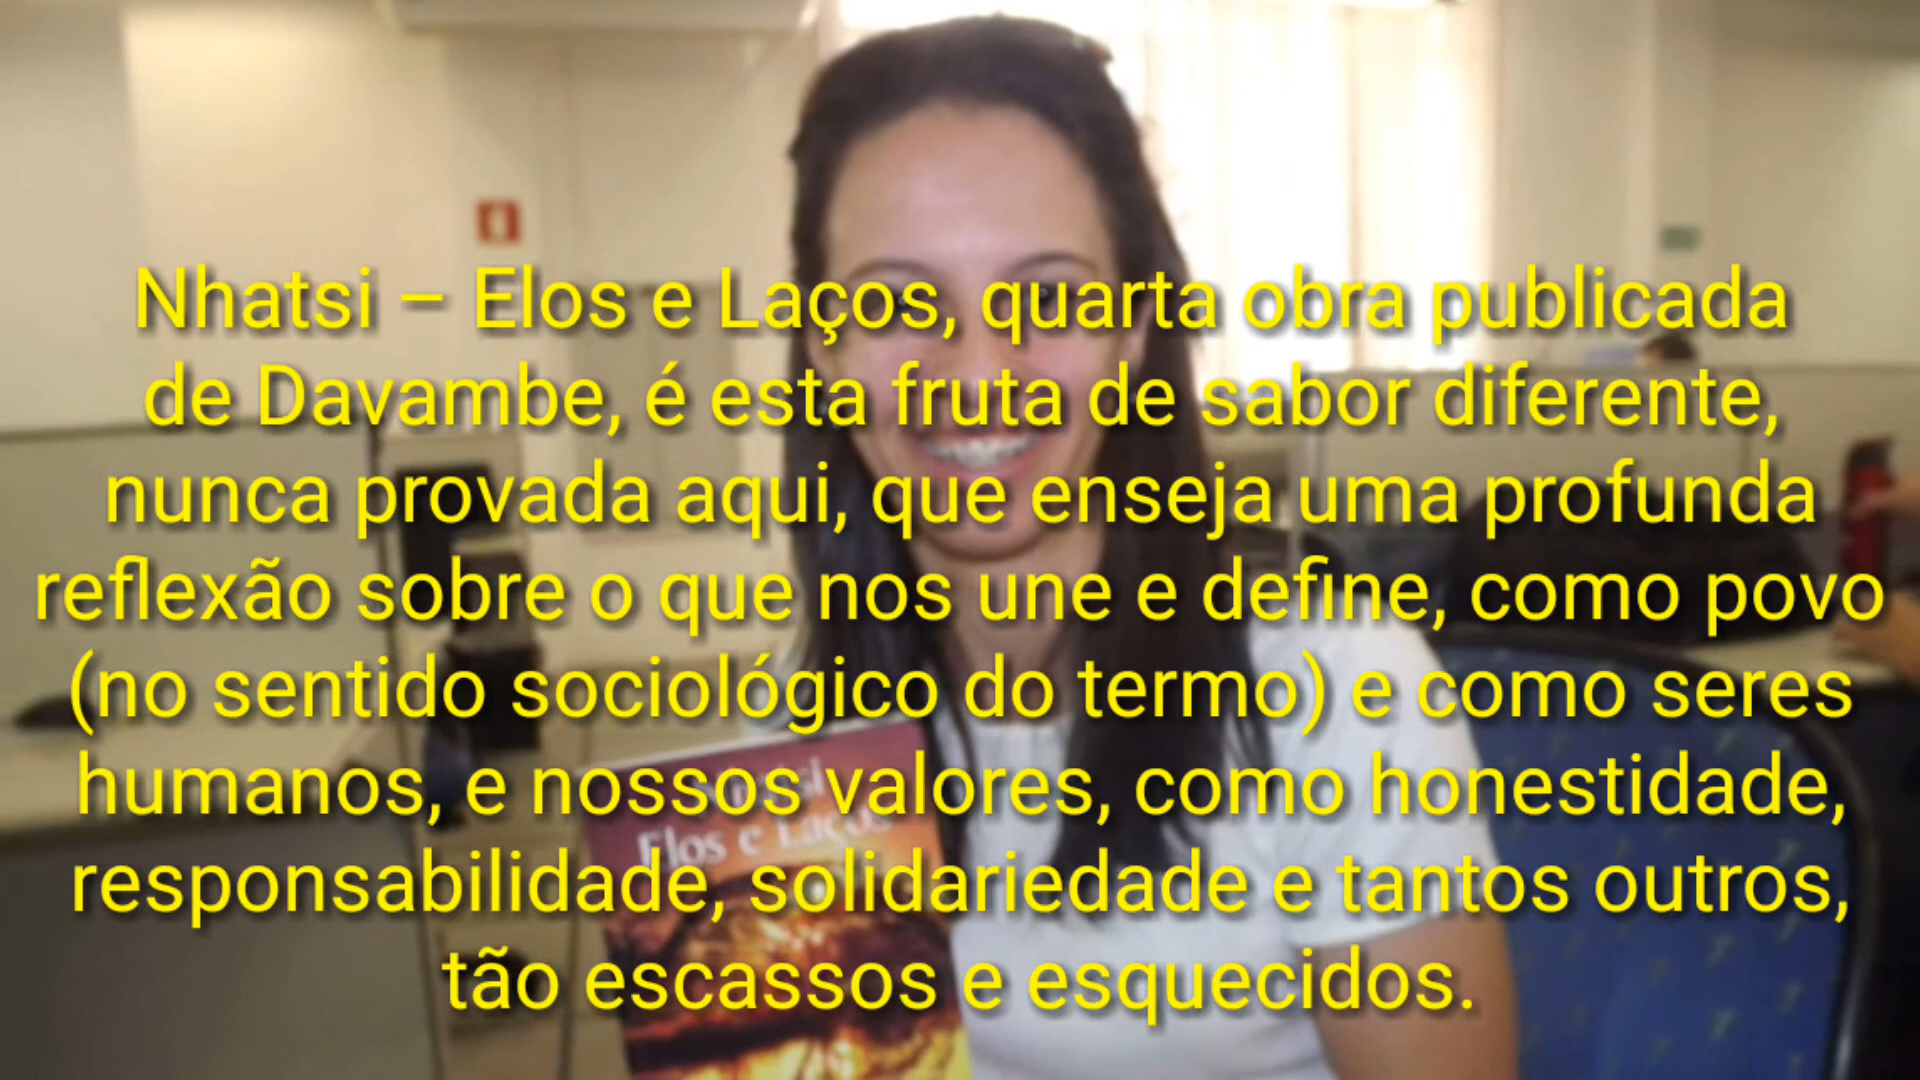 Nhatsi – Elos e Laços, quarta obra publicada
de Davambe, é esta fruta de sabor diferente,
nunca provada aqui, que enseja uma profunda
reflexão sobre o que nos une e define, como povo
(no sentido sociológico do termo) e como seres
humanos, e nossos valores, como honestidade,
responsabilidade, solidariedade e tantos outros,
tão escassos e esquecidos.
Elos e Laços